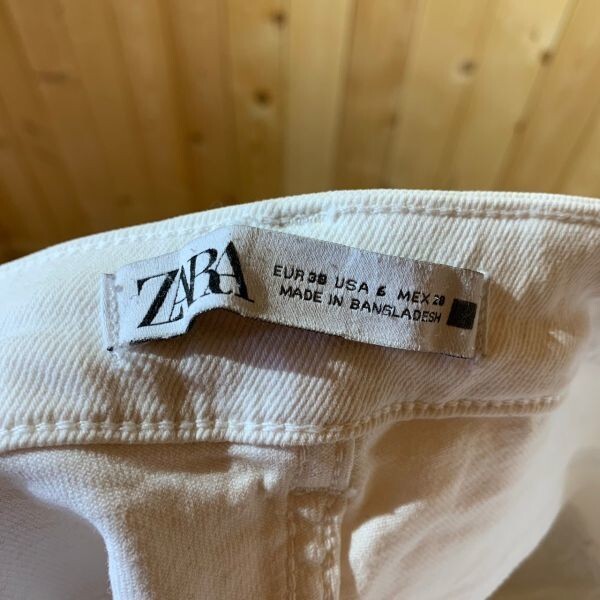 ZARA
EUR 38 USA 6 MEX 28
MADE IN BANGLADESH